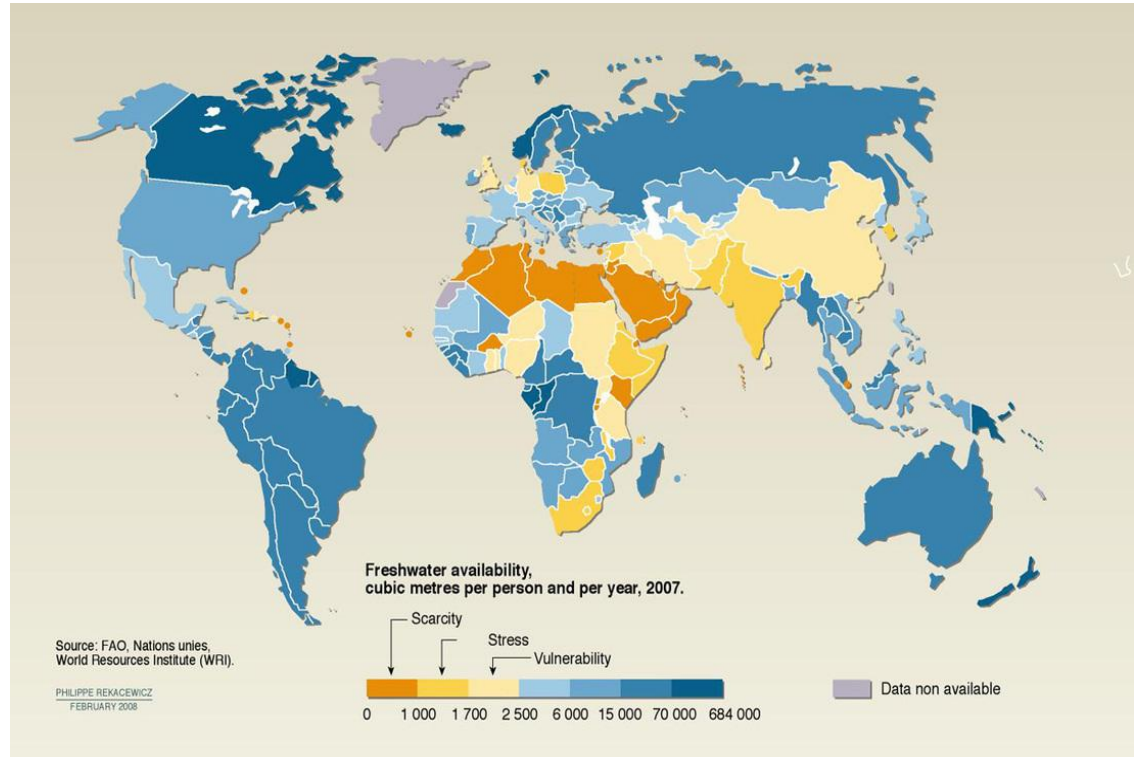 Freshwater availability,
cubic metres per person and per year, 2007.
Scarcity
Stress
Vulnerability
0 1 000 1 700 2 500 6 000 15 000 70 000 684 000
Data non available
Source: FAO, Nations unies,
World Resources Institute (WRI).
PHILIPPE REKACEWICZ
FEBRUARY 2008